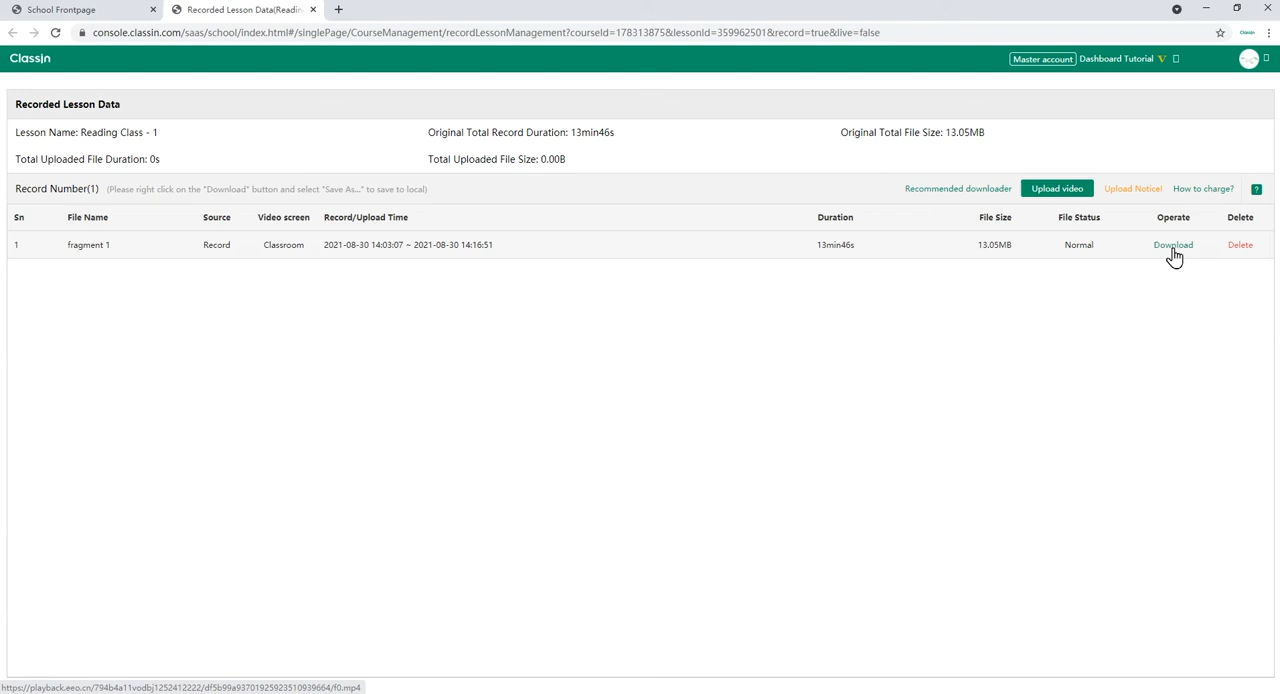 School Frontpage
Recorded Lesson Data(Readin
console.classin.com/saas/school/index.html#/singlePage/CourseManagement/recordLessonManagement?courseId=178313875&lessonId=359962501&record=true&live=false
ClassIn
Master account Dashboard Tutorial V
Recorded Lesson Data
Lesson Name: Reading Class - 1 Original Total Record Duration: 13min46s Original Total File Size: 13.05MB
Total Uploaded File Duration: 0s Total Uploaded File Size: 0.00B
Record Number(1) (Please right click on the "Download" button and select "Save As..." to save to local) Recommended downloader Upload video Upload Notice! How to charge? ?
Sn File Name Source Video screen Record/Upload Time Duration File Size File Status Operate Delete
1 fragment 1 Record Classroom 2021-08-30 14:03:07 ~ 2021-08-30 14:16:51 13min46s 13.05MB Normal Download Delete
https://playback.eeo.cn/794b4a11vodbj1252412222/df5b99a93701925923510939664/f0.mp4